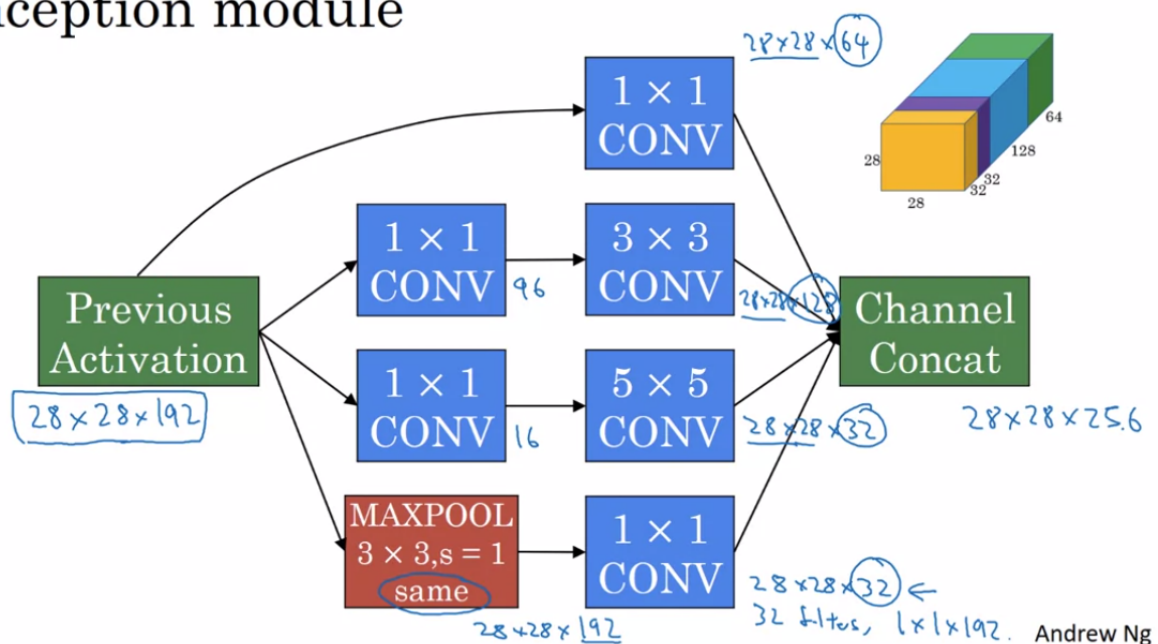 ception module
28×28×64
1 × 1
CONV
64
128
32
32
28
28
1 × 1
CONV
96
3 × 3
CONV
28×28×128
Previous
Activation
28×28×192
Channel
Concat
28×28×256
1 × 1
CONV
16
5 × 5
CONV
28×28×32
MAXPOOL
3 × 3,s = 1
same
28×28×192
1 × 1
CONV
28×28×32 ←
32 filters, 1×1×192.
Andrew Ng